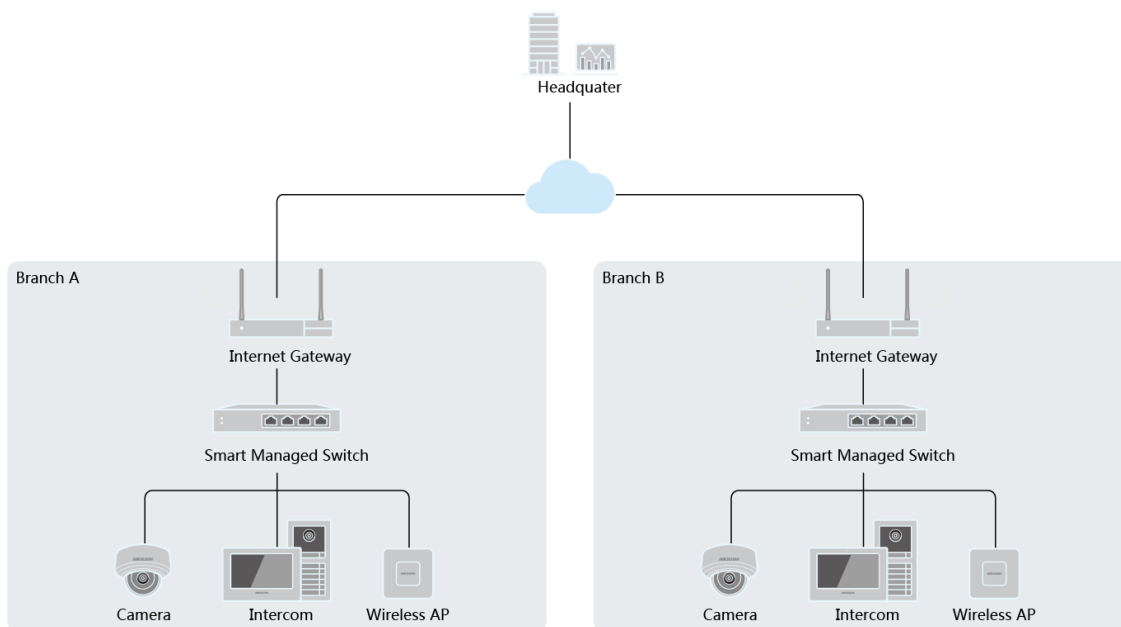 Headquater
Branch A
Branch B
Internet Gateway
Internet Gateway
Smart Managed Switch
Smart Managed Switch
Camera
Intercom
Wireless AP
Camera
Intercom
Wireless AP